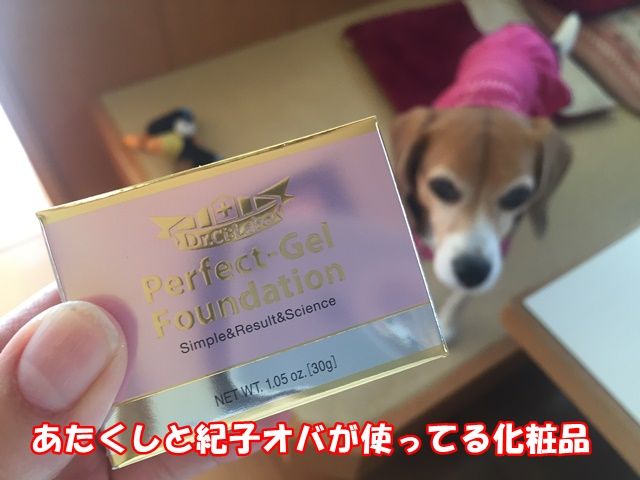 Dr.Ci:Labo
Perfect-Gel
Foundation
Simple&Result&Science
NET WT. 1.05 oz.[30g]
あたくしと紀子オバが使ってる化粧品